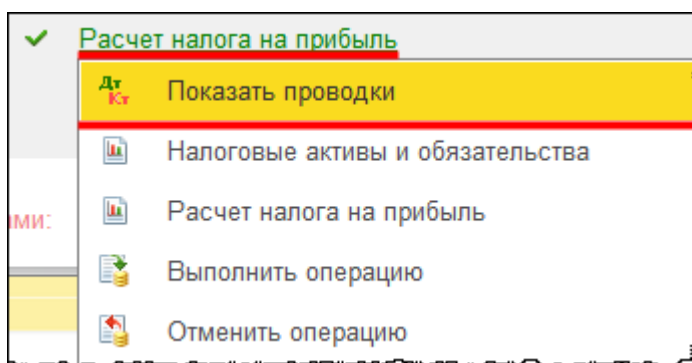 Расчет налога на прибыль
Дт
Кт
Показать проводки
Налоговые активы и обязательства
ами:
Расчет налога на прибыль
Выполнить операцию
Отменить операцию